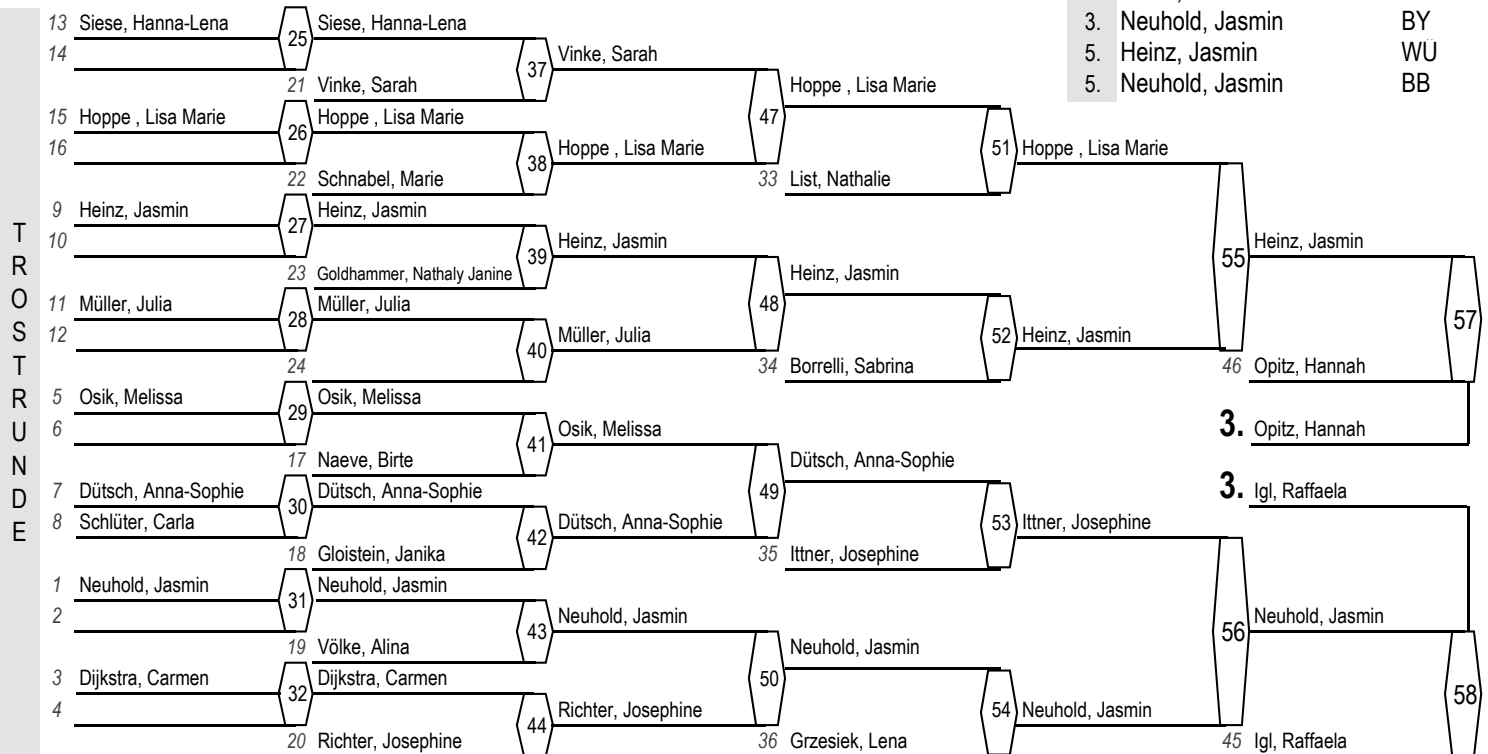 3. Neuhold, Jasmin BY
5. Heinz, Jasmin WÜ
5. Neuhold, Jasmin BB
TROSTRUNDE
13 Siese, Hanna-Lena 25 Siese, Hanna-Lena
14 37 Vinke, Sarah
21 Vinke, Sarah 47 Hoppe , Lisa Marie
15 Hoppe , Lisa Marie 26 Hoppe , Lisa Marie
16 38 Hoppe , Lisa Marie 51 Hoppe , Lisa Marie
22 Schnabel, Marie 33 List, Nathalie
9 Heinz, Jasmin 27 Heinz, Jasmin
10 39 Heinz, Jasmin 55 Heinz, Jasmin
23 Goldhammer, Nathaly Janine 48 Heinz, Jasmin
11 Müller, Julia 28 Müller, Julia 57
12 40 Müller, Julia 52 Heinz, Jasmin
24 34 Borrelli, Sabrina 46 Opitz, Hannah
5 Osik, Melissa 29 Osik, Melissa
6 41 Osik, Melissa 3. Opitz, Hannah
17 Naeve, Birte 49 Dütsch, Anna-Sophie
7 Dütsch, Anna-Sophie 30 Dütsch, Anna-Sophie 3. Igl, Raffaela
8 Schlüter, Carla 42 Dütsch, Anna-Sophie 53 Ittner, Josephine
18 Gloistein, Janika 35 Ittner, Josephine
1 Neuhold, Jasmin 31 Neuhold, Jasmin
2 43 Neuhold, Jasmin 56 Neuhold, Jasmin
19 Völke, Alina 50 Neuhold, Jasmin
3 Dijkstra, Carmen 32 Dijkstra, Carmen 58
4 44 Richter, Josephine 54 Neuhold, Jasmin
20 Richter, Josephine 36 Grzesiek, Lena 45 Igl, Raffaela